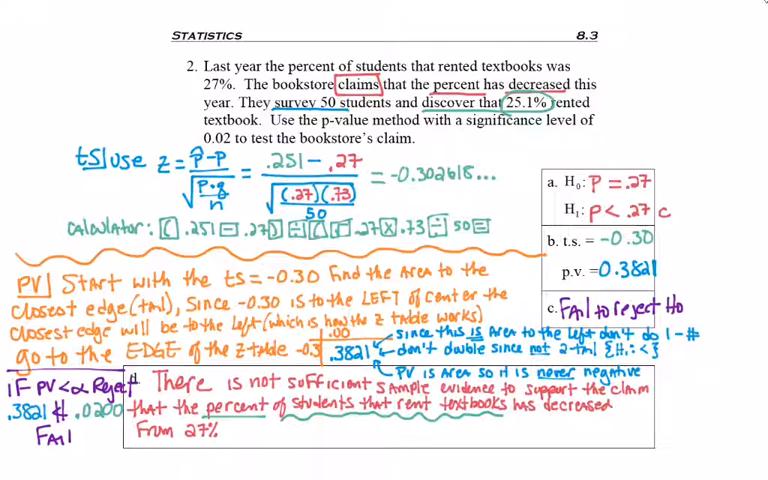 STATISTICS 8.3
2. Last year the percent of students that rented textbooks was
27%. The bookstore claims that the percent has decreased this
year. They survey 50 students and discover that 25.1% rented
textbook. Use the p-value method with a significance level of
0.02 to test the bookstore's claim.
ts| use z = p̂-p / √(p·q/n) = .251 - .27 / √((.27)(.73)/50) = -0.302618...
CALCULATOR: ( .251 - .27 ) ÷ ( √ .27 × .73 ÷ 50 =
a. H₀: P = .27
H₁: P < .27 C
b. t.s. = -0.30
p.v. = 0.3821
c. FAIl to reject Ho
PV| Start with the ts = -0.30 find the Area to the
closest edge (tAil), Since -0.30 is to the LEFT of center the
closest edge will be to the left (which is how the z table works)
go to the EDGE of the z table -0.3 .00 .3821
since this is Area to the left don't do 1-#
don't double since not 2-tail {H₁: <}
PV is Area so it is never negative
IF PV<α Reject
.3821 ≮ .0200
FAIl
There is not sufficient sample evidence to support the claim
that the percent of students that rent textbooks has decreased
From 27%